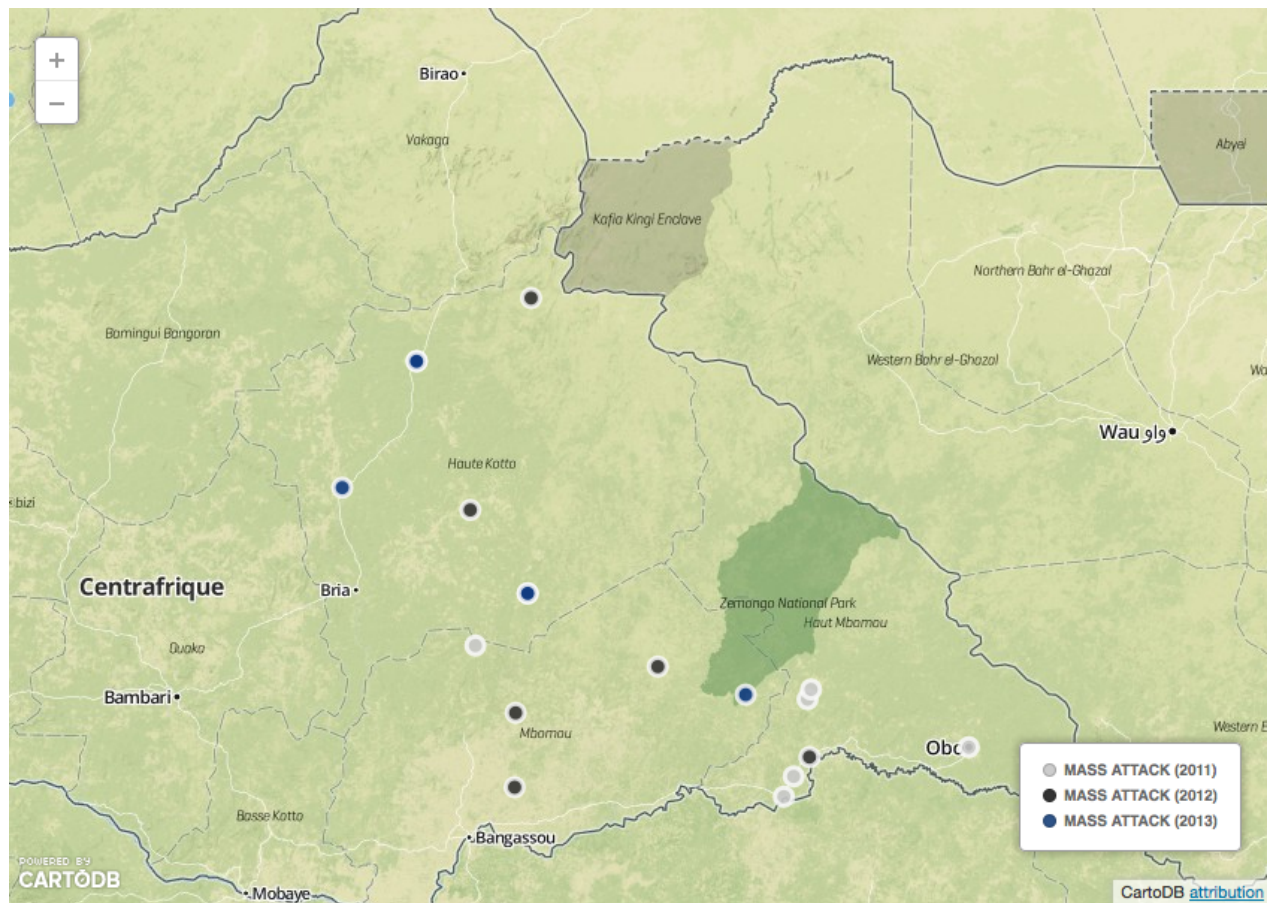 +
Birao
−
Vakaga
Abyei
Kafia Kingi Enclave
Northern Bahr el-Ghazal
Bamingui Bangoran
Western Bahr el-Ghazal
Wa
Wau واو
Haute Kotto
bizi
Centrafrique
Bria
Zemongo National Park
Haut Mbomou
Ouaka
Bambari
Mbomou
Western E
Obo
MASS ATTACK (2011)
MASS ATTACK (2012)
MASS ATTACK (2013)
Basse Kotto
Bangassou
POWERED BY
CARTODB
Mobaye
CartoDB attribution